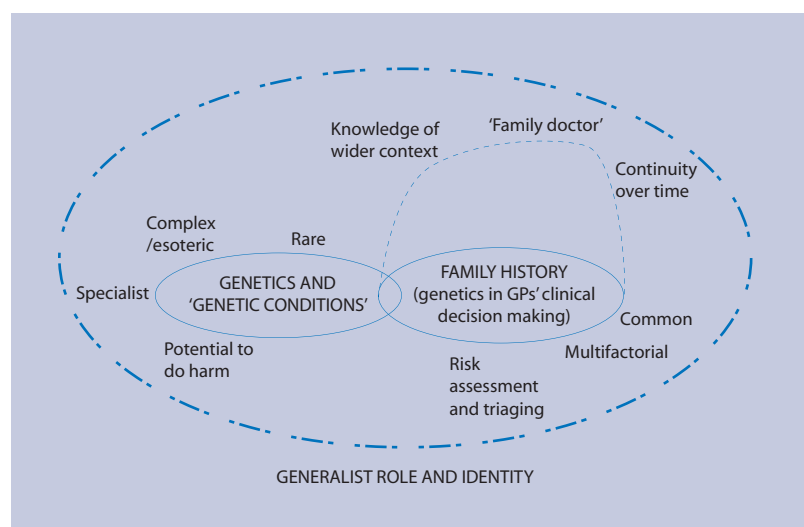 Knowledge of
wider context
'Family doctor'
Continuity
over time
Complex
/esoteric
Rare
Specialist
GENETICS AND
'GENETIC CONDITIONS'
FAMILY HISTORY
(genetics in GPs' clinical
decision making)
Common
Multifactorial
Potential to
do harm
Risk
assessment
and triaging
GENERALIST ROLE AND IDENTITY